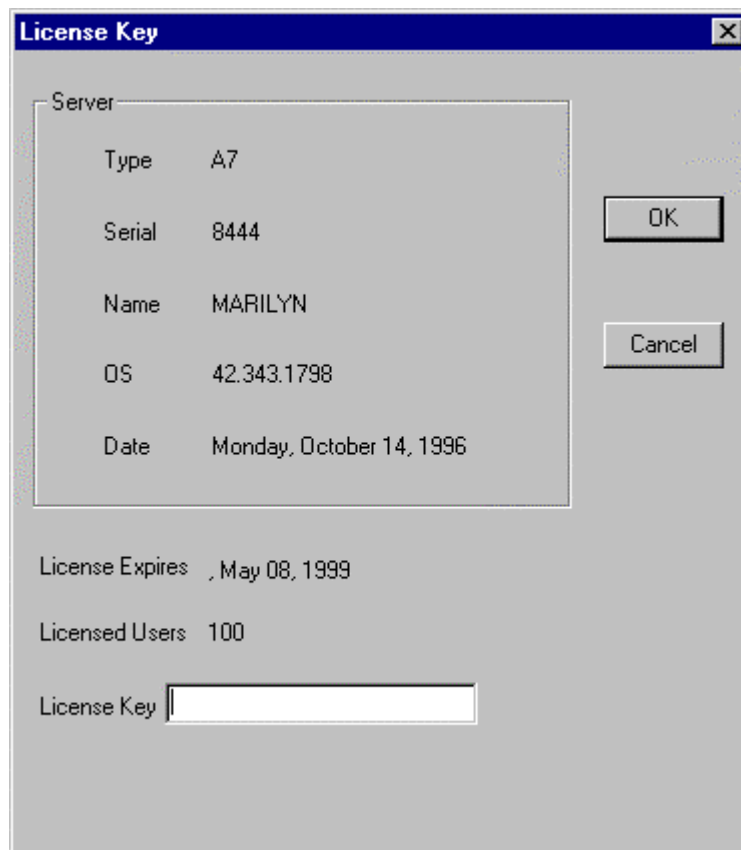 License Key
Server
Type A7
Serial 8444
Name MARILYN
OS 42.343.1798
Date Monday, October 14, 1996
OK
Cancel
License Expires , May 08, 1999
Licensed Users 100
License Key